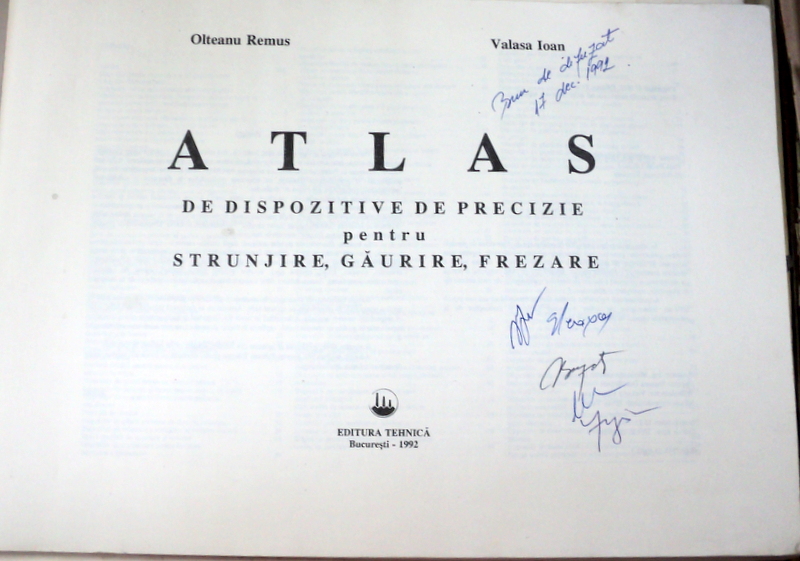 Olteanu Remus
Valasa Ioan
Bun de difuzat
17 dec. 1992
ATLAS
DE DISPOZITIVE DE PRECIZIE
pentru
STRUNJIRE, GĂURIRE, FREZARE
EDITURA TEHNICĂ
Bucureşti - 1992